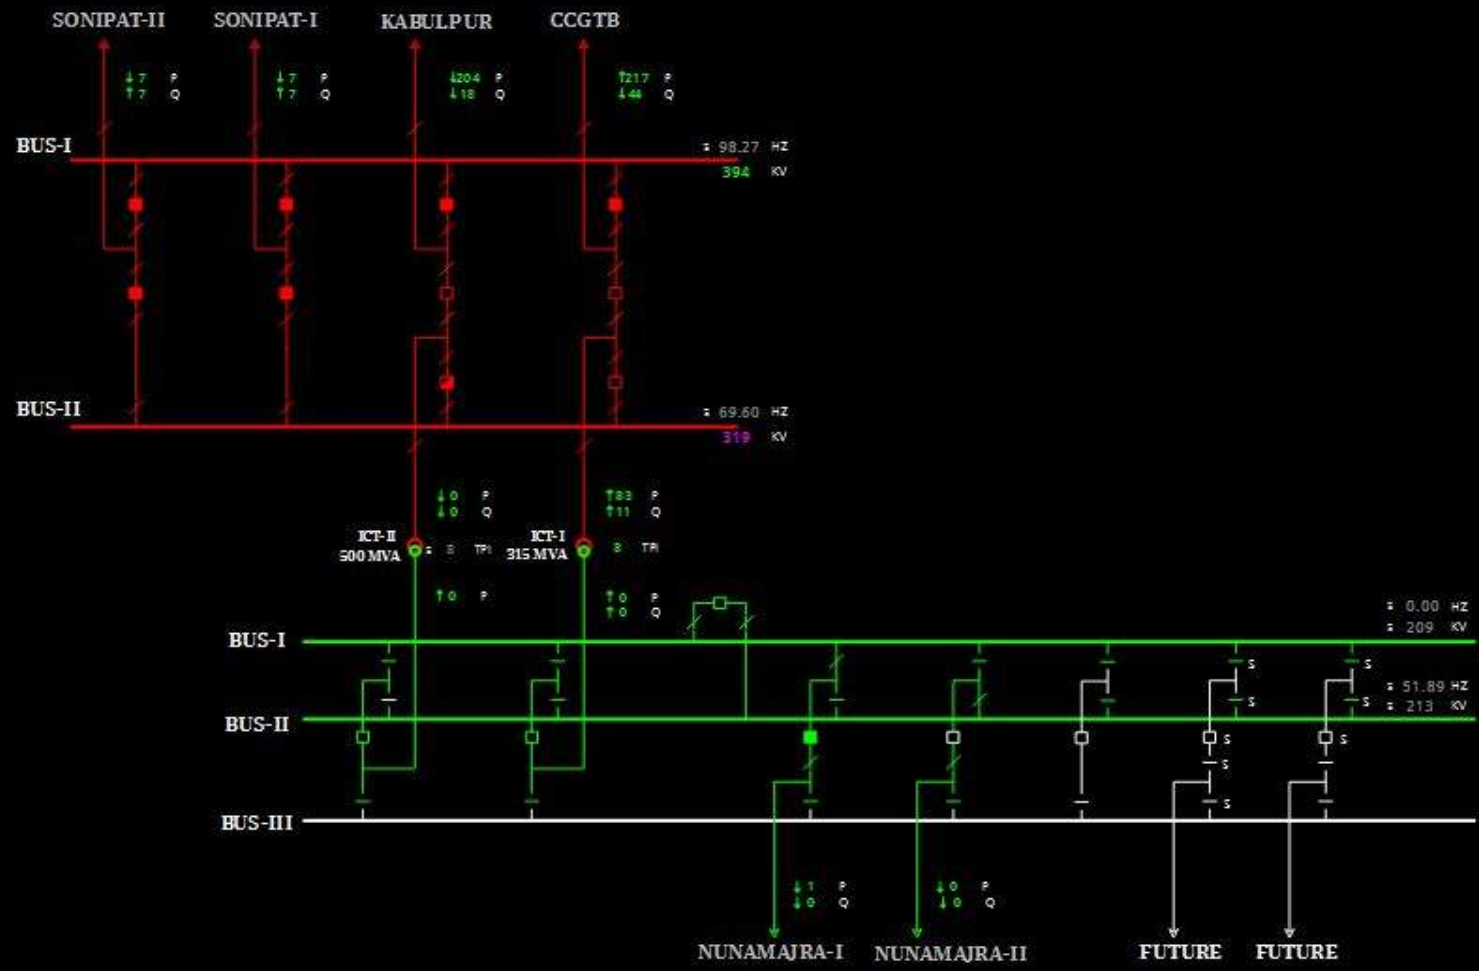 SONIPAT-II SONIPAT-I KABULPUR CCGTB
↓7 P ↓7 P ↓204 P ↑217 P
↑7 Q ↑7 Q ↓18 Q ↓44 Q
BUS-I s 98.27 HZ
394 KV
BUS-II s 69.60 HZ
319 KV
↓0 P ↑83 P
↓0 Q ↑11 Q
ICT-II s 8 TPI ICT-I 8 TPI
500 MVA 315 MVA
↑0 P ↑0 P
↑0 Q
s 0.00 HZ
BUS-I s 209 KV
s
s
s 51.89 HZ
s
s
s 213 KV
BUS-II
s
s
s
s
BUS-III
↓1 P ↓0 P
↓0 Q ↓0 Q
NUNAMAJRA-I NUNAMAJRA-II FUTURE FUTURE